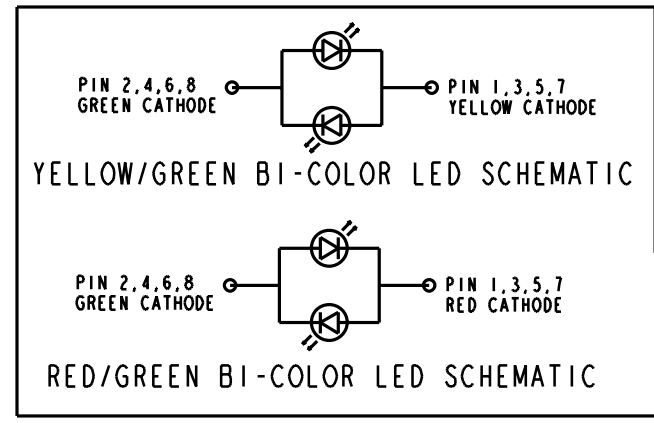 PIN 2,4,6,8
GREEN CATHODE
PIN 1,3,5,7
YELLOW CATHODE
YELLOW/GREEN BI-COLOR LED SCHEMATIC
PIN 2,4,6,8
GREEN CATHODE
PIN 1,3,5,7
RED CATHODE
RED/GREEN BI-COLOR LED SCHEMATIC